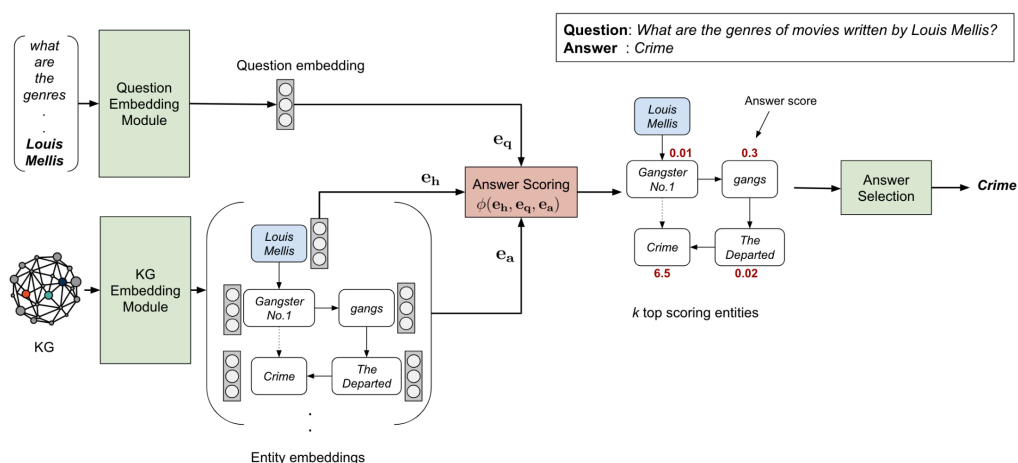 Question: What are the genres of movies written by Louis Mellis?
Answer : Crime
what
are
the
genres
.
.
Louis
Mellis
Question
Embedding
Module
Question embedding
e_q
e_h
e_a
Answer Scoring
ϕ(e_h, e_q, e_a)
KG
KG
Embedding
Module
Louis
Mellis
Gangster
No.1
gangs
Crime
The
Departed
.
.
Entity embeddings
Louis
Mellis
Answer score
0.01
0.3
Gangster
No.1
gangs
Crime
The
Departed
6.5
0.02
k top scoring entities
Answer
Selection
Crime